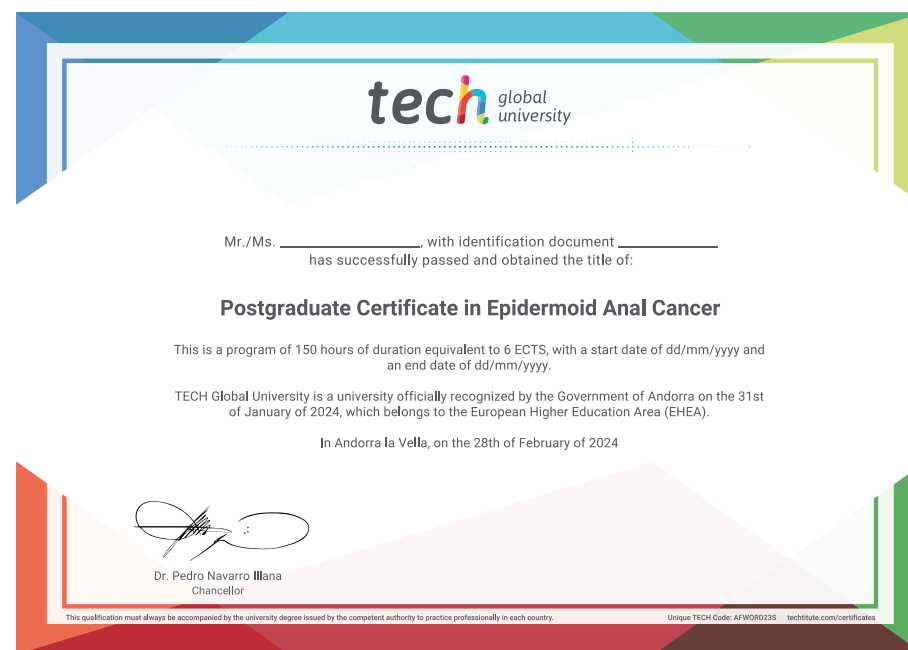 tech global
university
Mr./Ms. ____________, with identification document ____________
has successfully passed and obtained the title of:
Postgraduate Certificate in Epidermoid Anal Cancer
This is a program of 150 hours of duration equivalent to 6 ECTS, with a start date of dd/mm/yyyy and
an end date of dd/mm/yyyy.
TECH Global University is a university officially recognized by the Government of Andorra on the 31st
of January of 2024, which belongs to the European Higher Education Area (EHEA).
In Andorra la Vella, on the 28th of February of 2024
Dr. Pedro Navarro Illana
Chancellor
This qualification must always be accompanied by the university degree issued by the competent authority to practice professionally in each country. Unique TECH Code: AFWORD23S techtitute.com/certificates